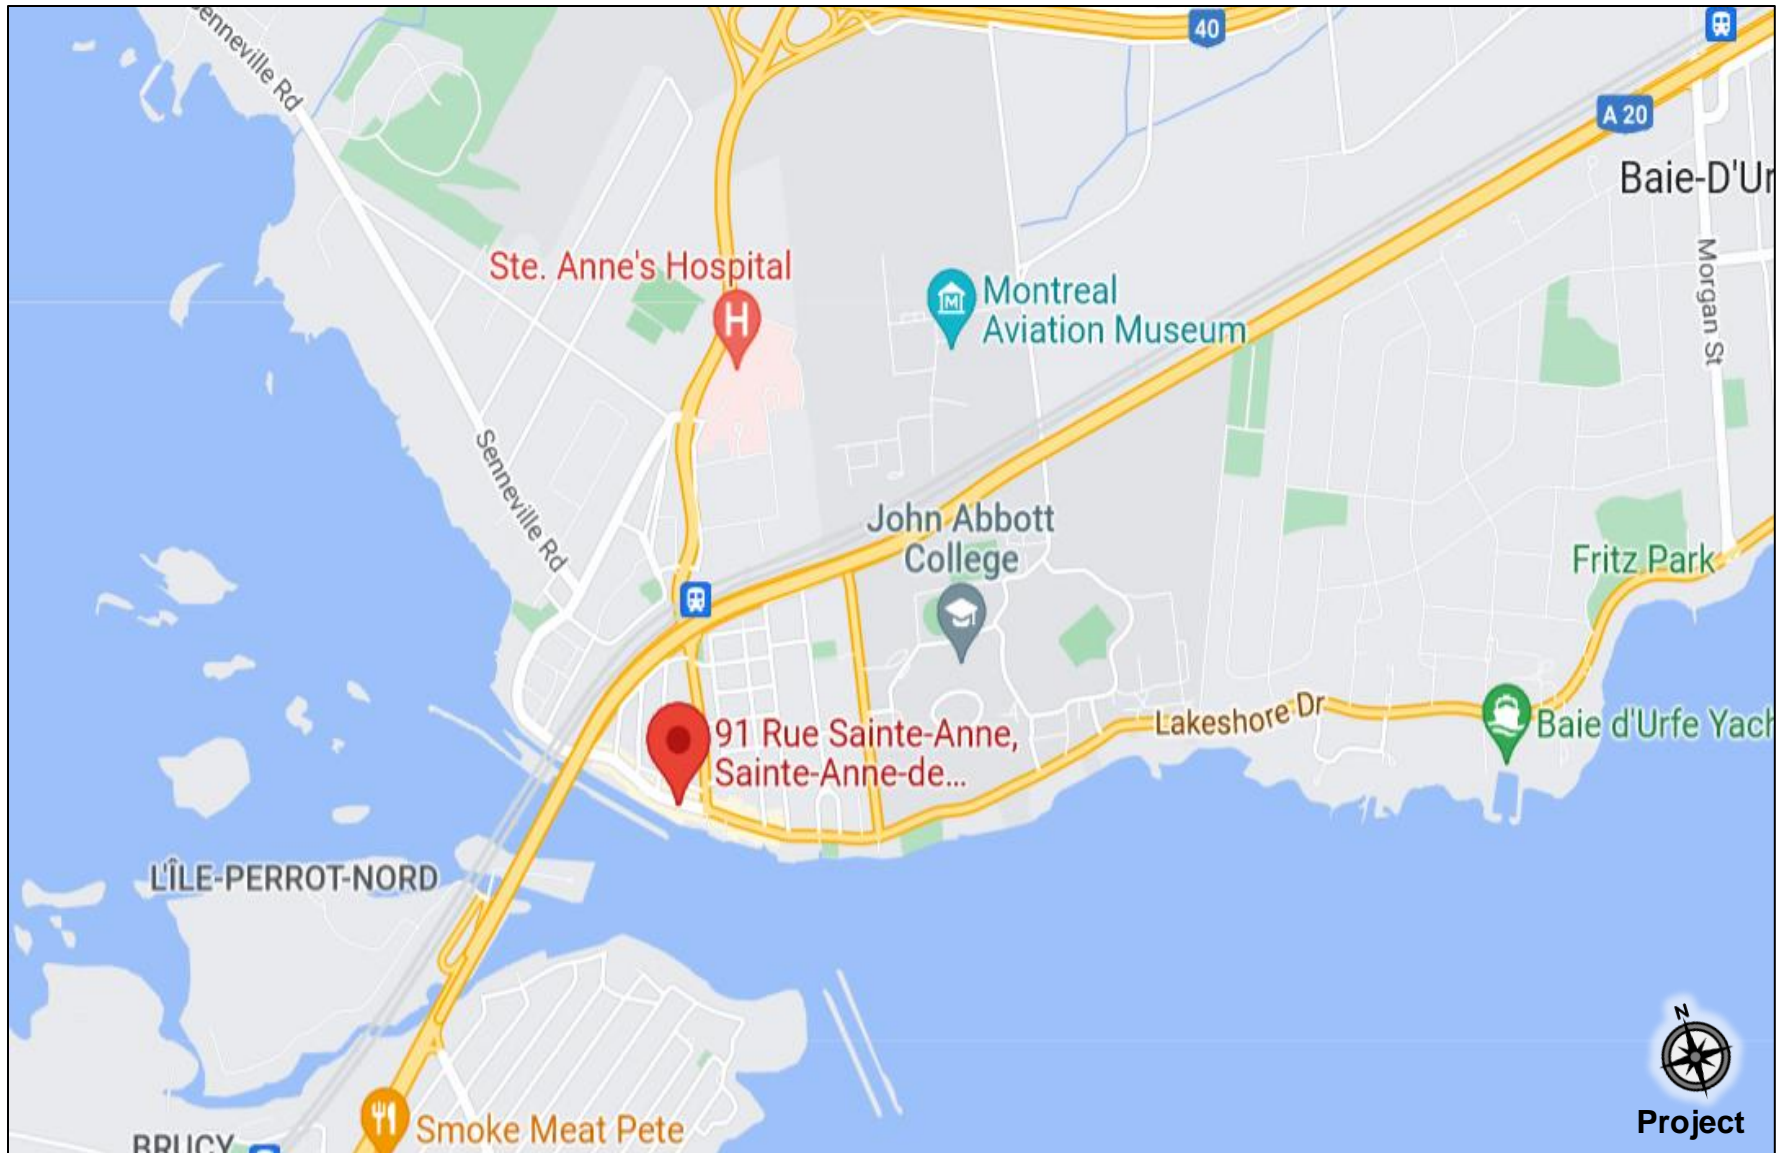 Senneville Rd
40
A 20
Baie-D'Ur
Morgan St
Ste. Anne's Hospital
H
Montreal
Aviation Museum
M
Senneville Rd
John Abbott
College
Fritz Park
91 Rue Sainte-Anne,
Sainte-Anne-de...
Lakeshore Dr
Baie d'Urfe Yach
L'ÎLE-PERROT-NORD
N
Project
Smoke Meat Pete
BRUCY